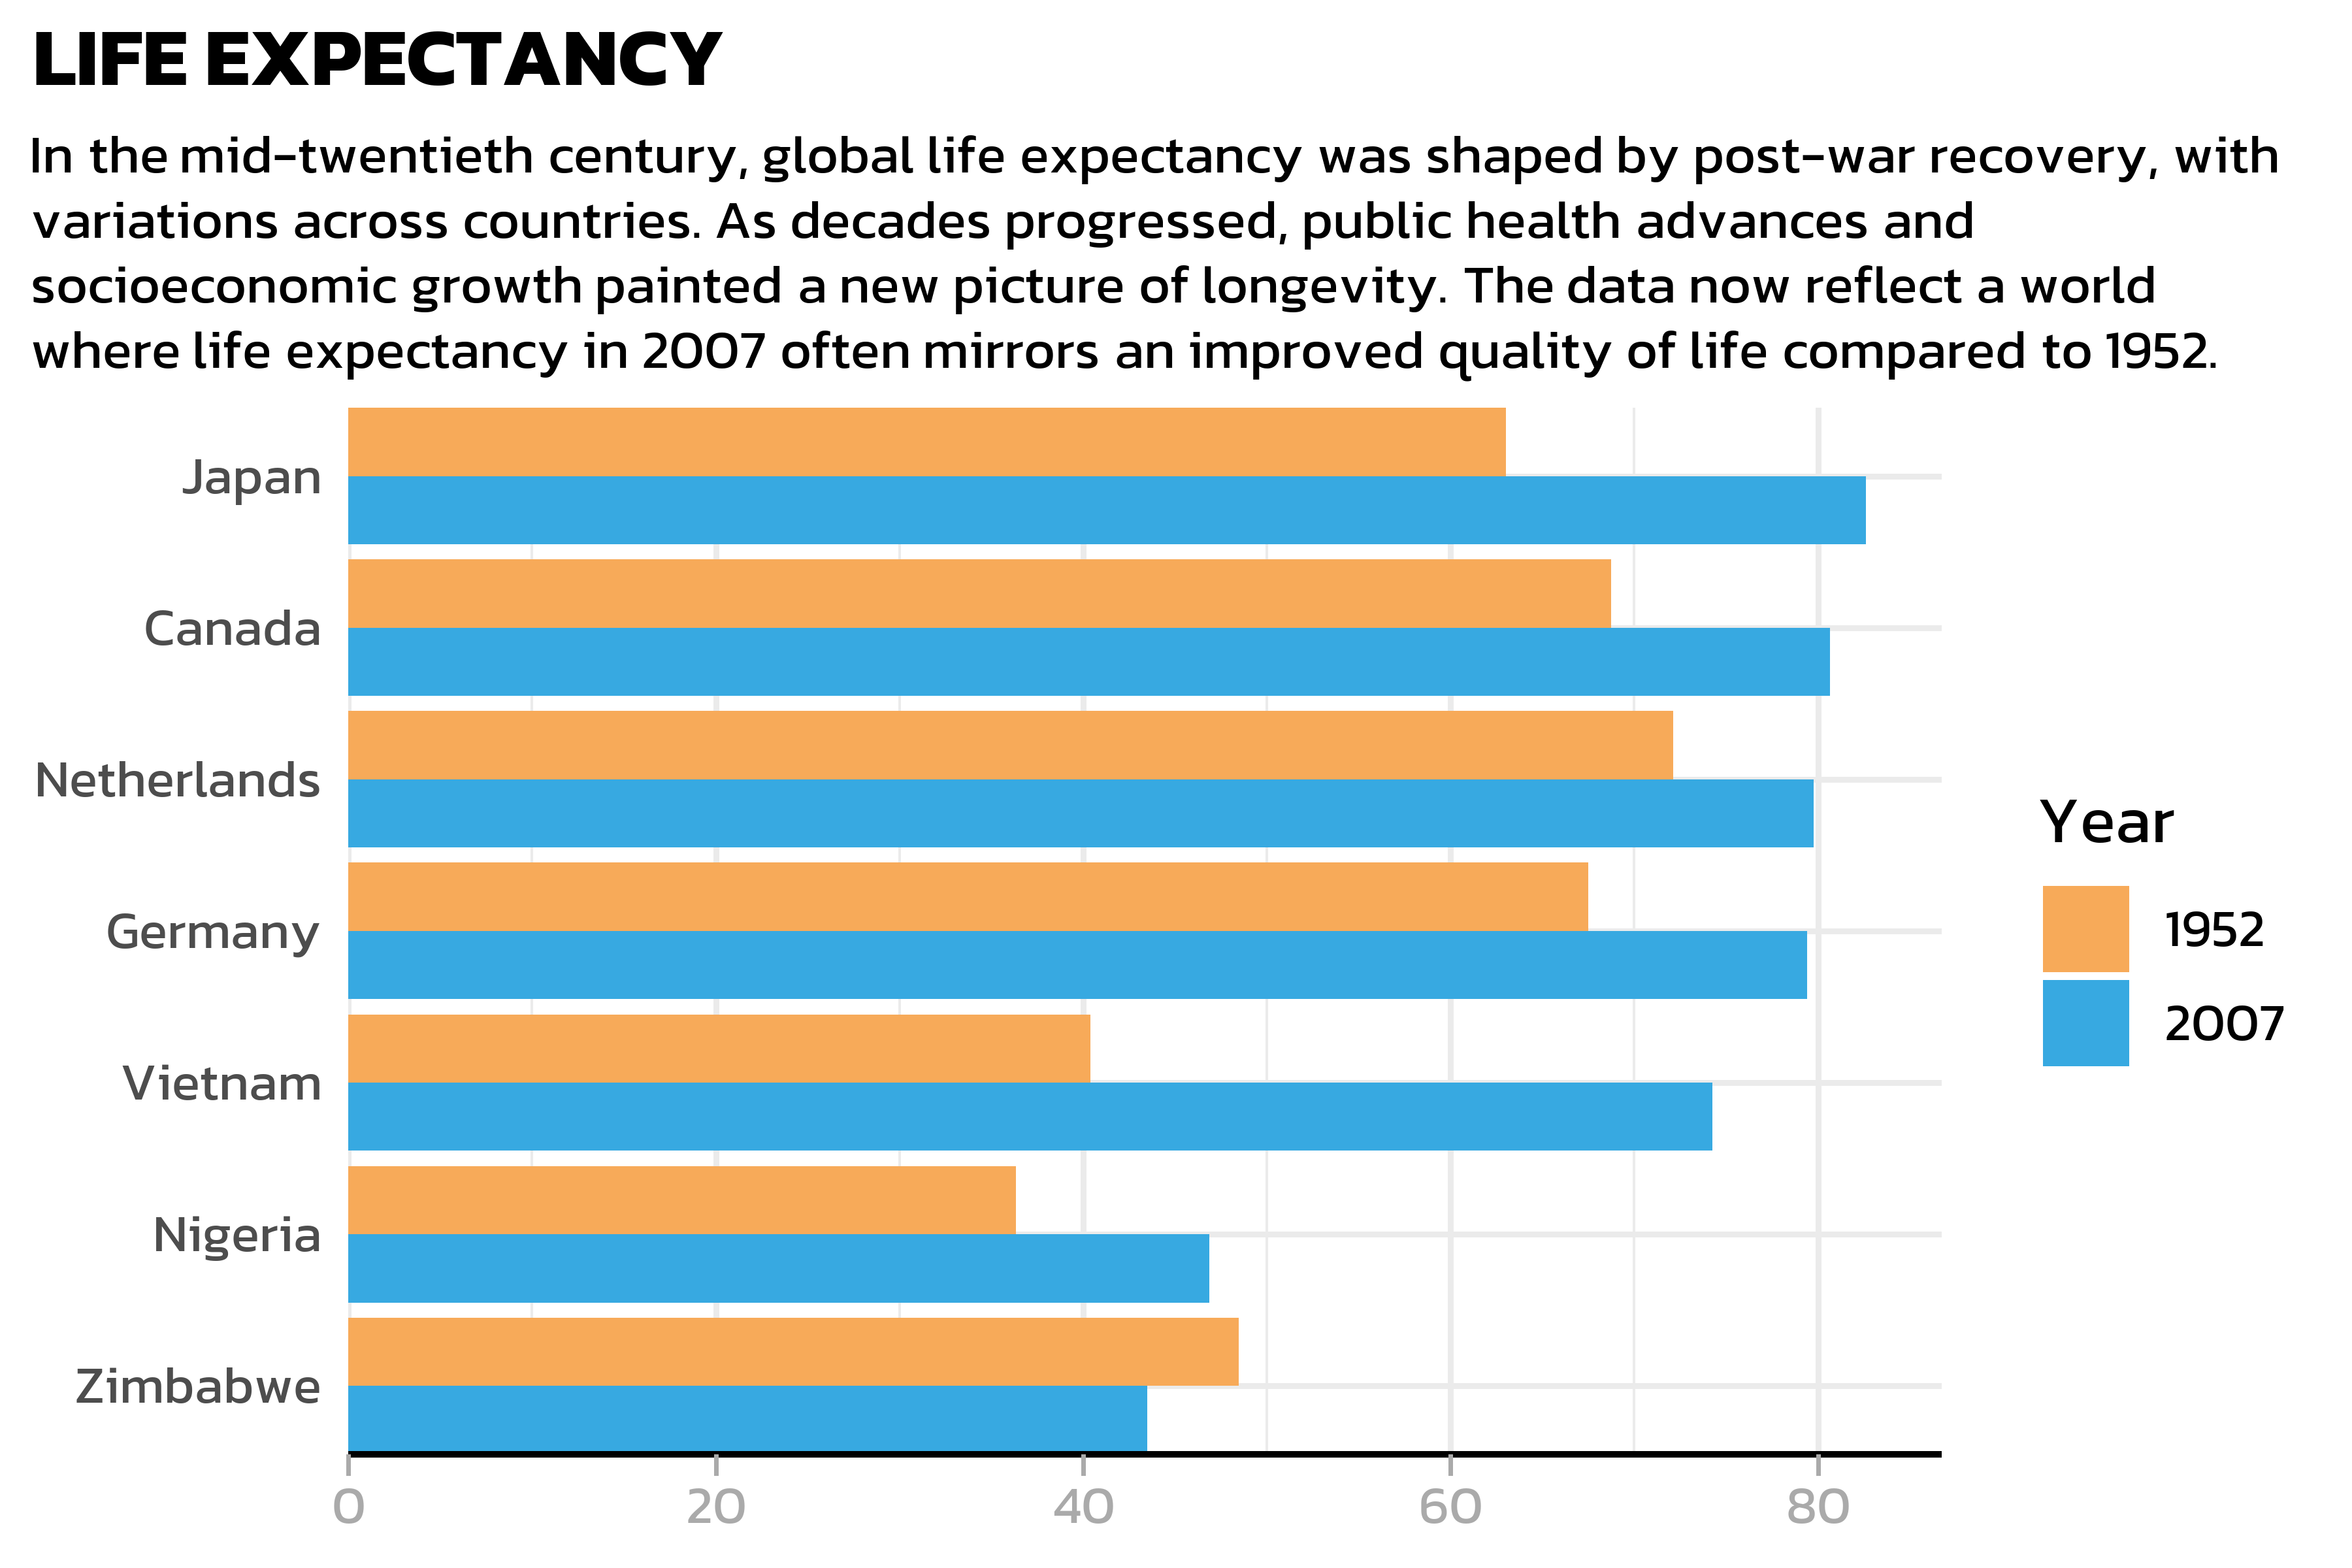 LIFE EXPECTANCY
In the mid-twentieth century, global life expectancy was shaped by post-war recovery, with
variations across countries. As decades progressed, public health advances and
socioeconomic growth painted a new picture of longevity. The data now reflect a world
where life expectancy in 2007 often mirrors an improved quality of life compared to 1952.
Japan
Canada
Netherlands
Germany
Vietnam
Nigeria
Zimbabwe
0 20 40 60 80
Year
1952
2007